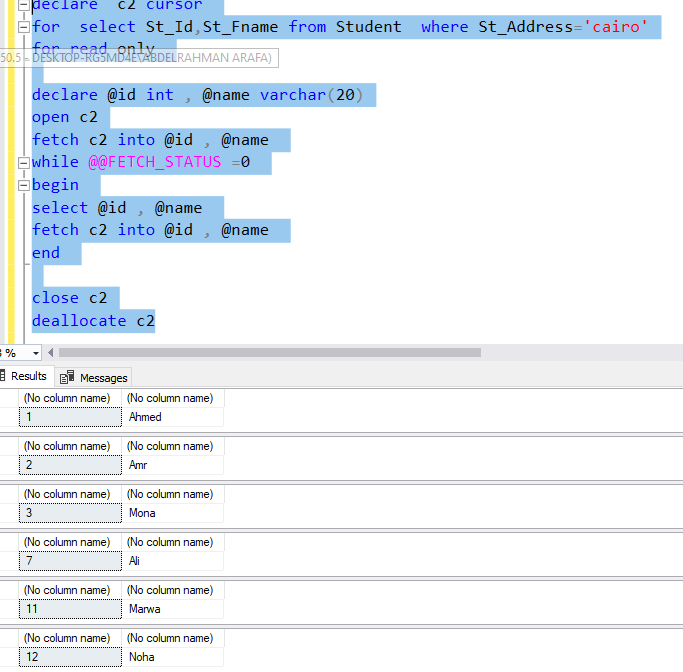 declare c2 cursor
for select St_Id,St_Fname from Student where St_Address='cairo'
for read only
50.5 - DESKTOP-RG5MD4E\ABDELRAHMAN ARAFA)
declare @id int , @name varchar(20)
open c2
fetch c2 into @id , @name
while @@FETCH_STATUS =0
begin
select @id , @name
fetch c2 into @id , @name
end
close c2
deallocate c2
%
Results Messages
(No column name) (No column name)
1 Ahmed
(No column name) (No column name)
2 Amr
(No column name) (No column name)
3 Mona
(No column name) (No column name)
7 Ali
(No column name) (No column name)
11 Marwa
(No column name) (No column name)
12 Noha